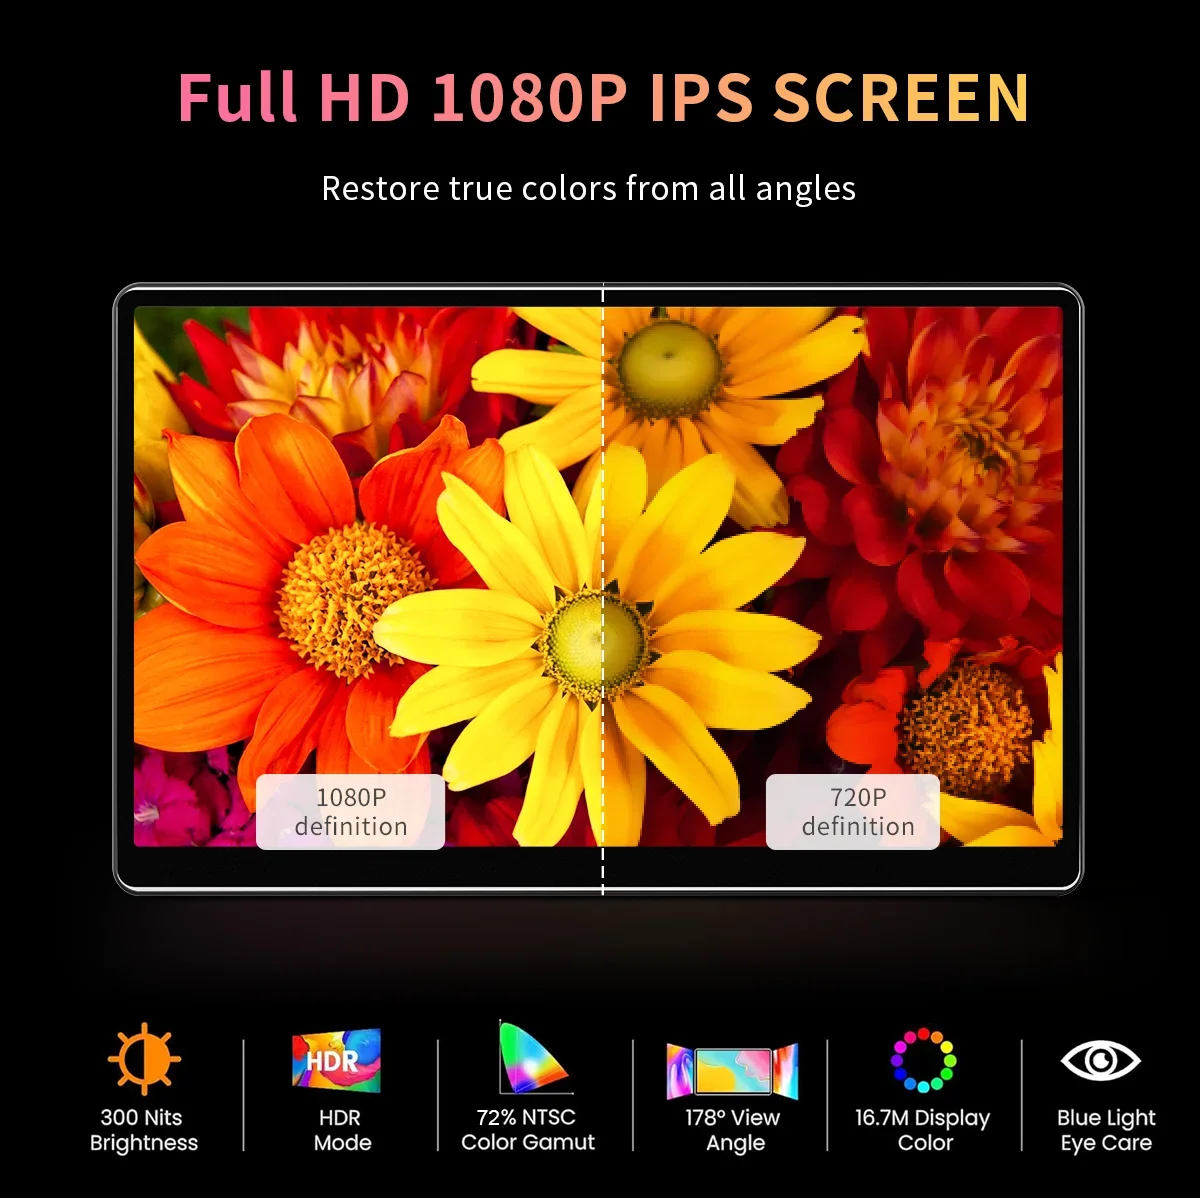 Full HD 1080P IPS SCREEN
Restore true colors from all angles
1080P
definition
720P
definition
HDR
300 Nits
Brightness
HDR
Mode
72% NTSC
Color Gamut
178° View
Angle
16.7M Display
Color
Blue Light
Eye Care